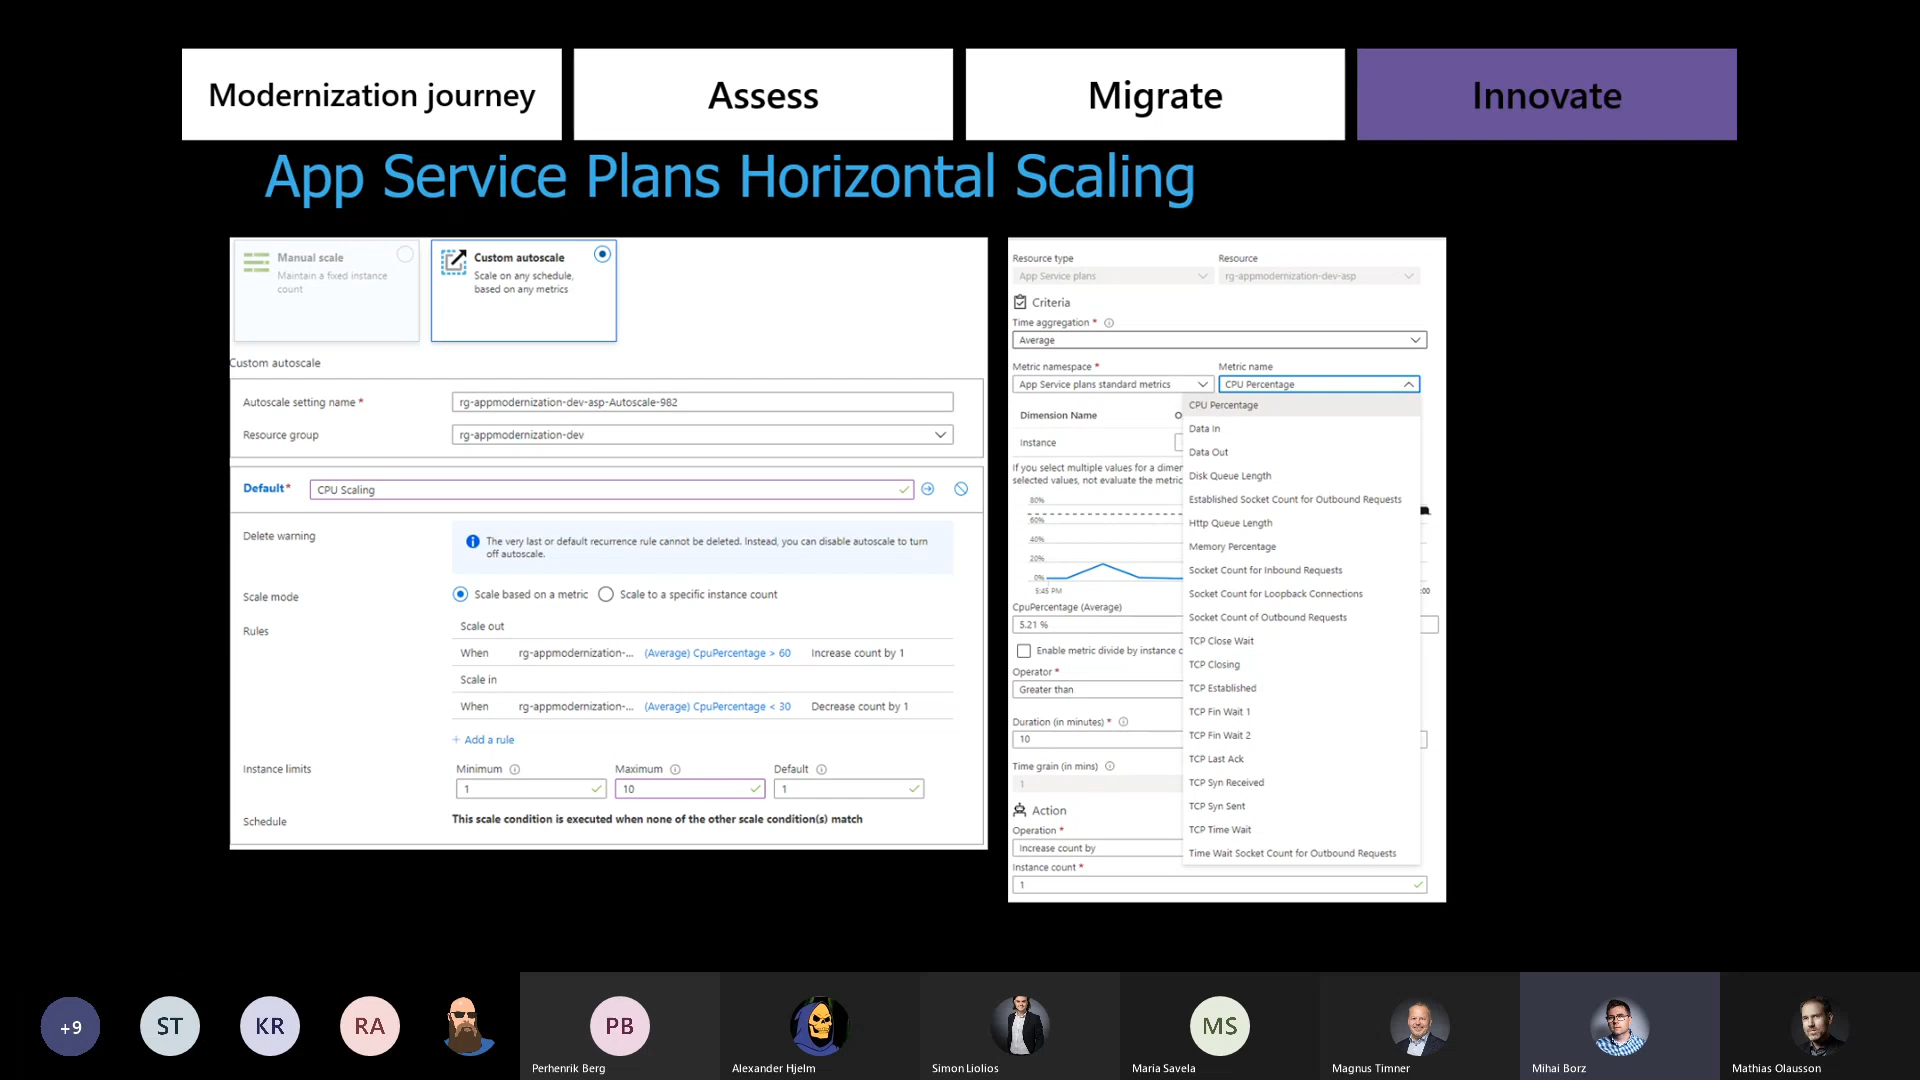 Modernization journey
Assess
Migrate
Innovate
App Service Plans Horizontal Scaling
Manual scale
Maintain a fixed instance
count
Custom autoscale
Scale on any schedule,
based on any metrics
Custom autoscale
Autoscale setting name *
rg-appmodernization-dev-asp-Autoscale-982
Resource group
rg-appmodernization-dev
Default*
CPU Scaling
Delete warning
The very last or default recurrence rule cannot be deleted. Instead, you can disable autoscale to turn
off autoscale.
Scale mode
Scale based on a metric
Scale to a specific instance count
Rules
Scale out
When rg-appmodernization-... (Average) CpuPercentage > 60 Increase count by 1
Scale in
When rg-appmodernization-... (Average) CpuPercentage < 30 Decrease count by 1
+ Add a rule
Instance limits
Minimum
Maximum
Default
1
10
1
Schedule
This scale condition is executed when none of the other scale condition(s) match
Resource type
Resource
App Service plans
rg-appmodernization-dev-asp
Criteria
Time aggregation *
Average
Metric namespace *
Metric name
App Service plans standard metrics
CPU Percentage
Dimension Name
O
Instance
If you select multiple values for a dimen
selected values, not evaluate the metric
80%
60%
40%
20%
0%
5:45 PM
:00
CpuPercentage (Average)
5.21 %
Enable metric divide by instance c
Operator *
Greater than
Duration (in minutes) *
10
Time grain (in mins)
1
Action
Operation *
Increase count by
Instance count *
1
CPU Percentage
Data In
Data Out
Disk Queue Length
Established Socket Count for Outbound Requests
Http Queue Length
Memory Percentage
Socket Count for Inbound Requests
Socket Count for Loopback Connections
Socket Count of Outbound Requests
TCP Close Wait
TCP Closing
TCP Established
TCP Fin Wait 1
TCP Fin Wait 2
TCP Last Ack
TCP Syn Received
TCP Syn Sent
TCP Time Wait
Time Wait Socket Count for Outbound Requests
+9
ST
KR
RA
PB
MS
Perhenrik Berg
Alexander Hjelm
Simon Liolios
Maria Savela
Magnus Timner
Mihai Borz
Mathias Olausson